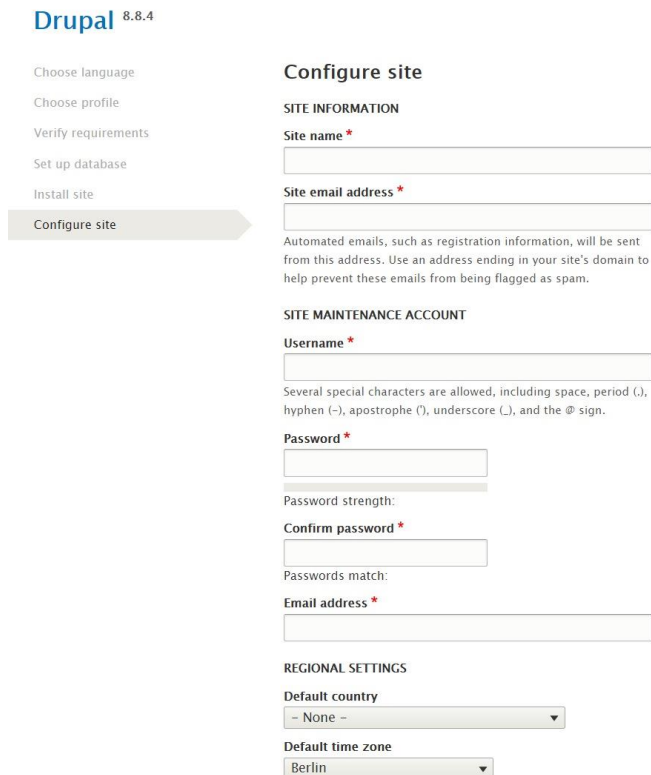 Drupal 8.8.4
Choose language
Choose profile
Verify requirements
Set up database
Install site
Configure site
Configure site
SITE INFORMATION
Site name *
Site email address *
Automated emails, such as registration information, will be sent
from this address. Use an address ending in your site's domain to
help prevent these emails from being flagged as spam.
SITE MAINTENANCE ACCOUNT
Username *
Several special characters are allowed, including space, period (.),
hyphen (-), apostrophe ('), underscore (_), and the @ sign.
Password *
Password strength:
Confirm password *
Passwords match:
Email address *
REGIONAL SETTINGS
Default country
- None -
Default time zone
Berlin